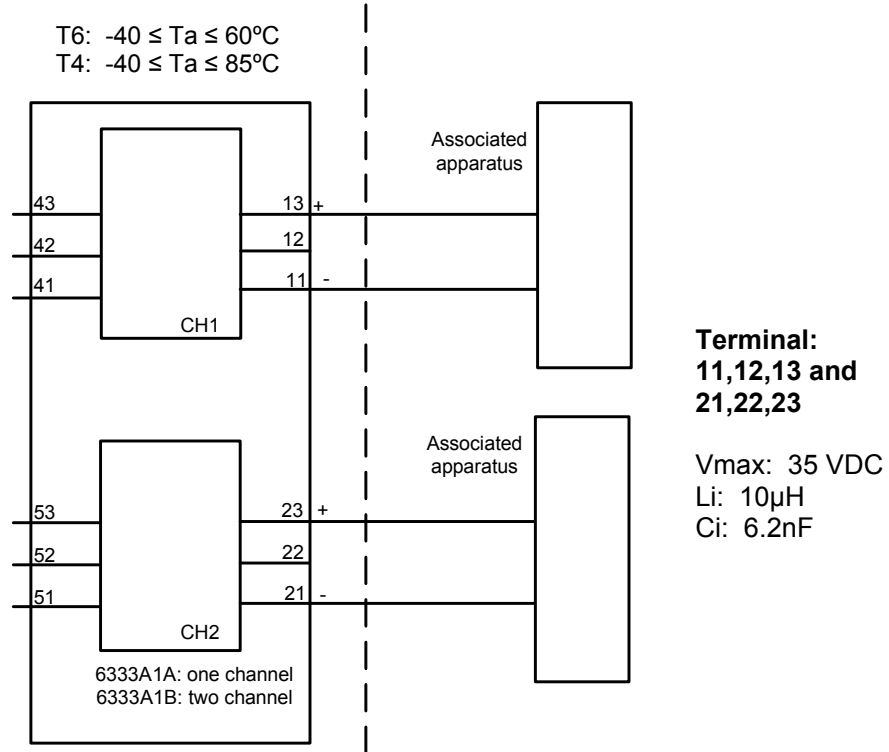 T6: -40 ≤ Ta ≤ 60ºC
T4: -40 ≤ Ta ≤ 85ºC
Associated
apparatus
43
42
41
13 +
12
11 -
CH1
Terminal:
11,12,13 and
21,22,23
Vmax: 35 VDC
Li: 10µH
Ci: 6.2nF
Associated
apparatus
53
52
51
23 +
22
21 -
CH2
6333A1A: one channel
6333A1B: two channel